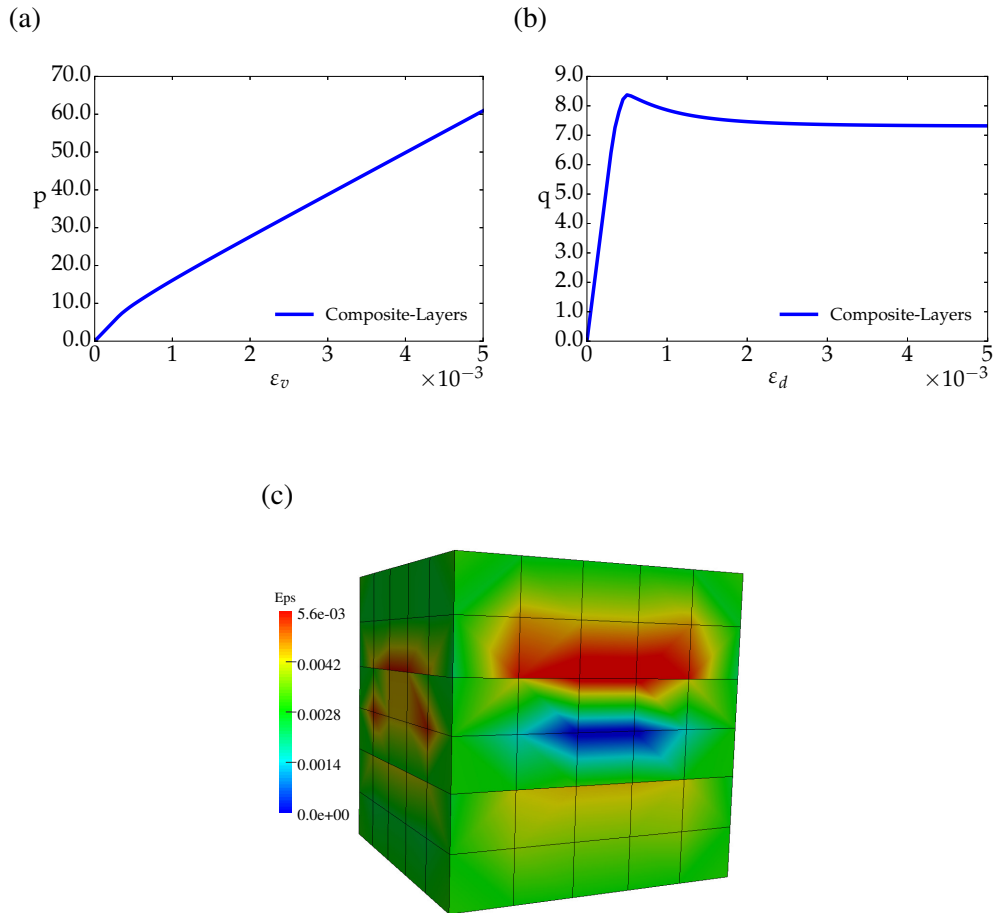 (a)
70.0
60.0
50.0
40.0
30.0
20.0
10.0
0.0
p
Composite-Layers
0 1 2 3 4 5
ε_v ×10⁻³
(b)
9.0
8.0
7.0
6.0
5.0
4.0
3.0
2.0
1.0
0.0
q
Composite-Layers
0 1 2 3 4 5
ε_d ×10⁻³
(c)
Eps
5.6e-03
0.0042
0.0028
0.0014
0.0e+00